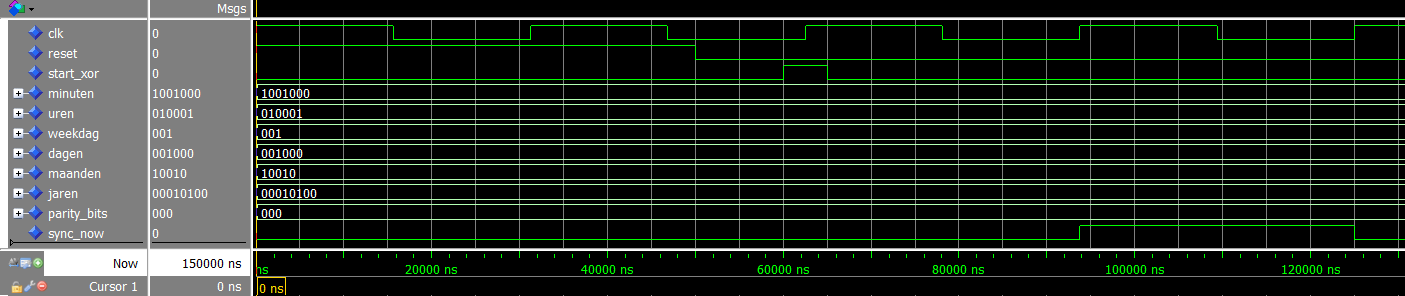 Msgs
clk 0
reset 0
start_xor 0
minuten 1001000 1001000
uren 010001 010001
weekdag 001 001
dagen 001000 001000
maanden 10010 10010
jaren 00010100 00010100
parity_bits 000 000
sync_now 0
Now 150000 ns ns 20000 ns 40000 ns 60000 ns 80000 ns 100000 ns 120000 ns
Cursor 1 0 ns 0 ns